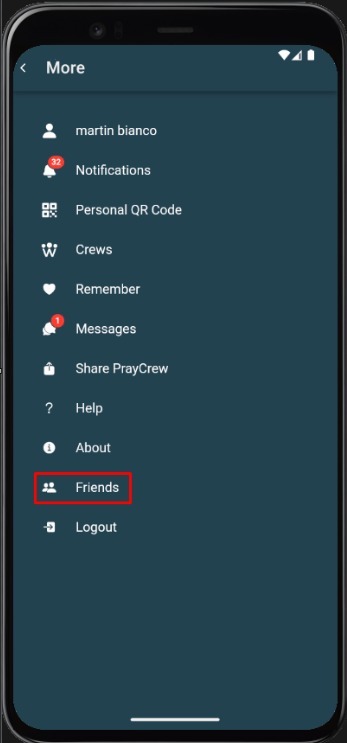 More
martin bianco
32
Notifications
Personal QR Code
Crews
Remember
1
Messages
Share PrayCrew
? Help
About
Friends
Logout